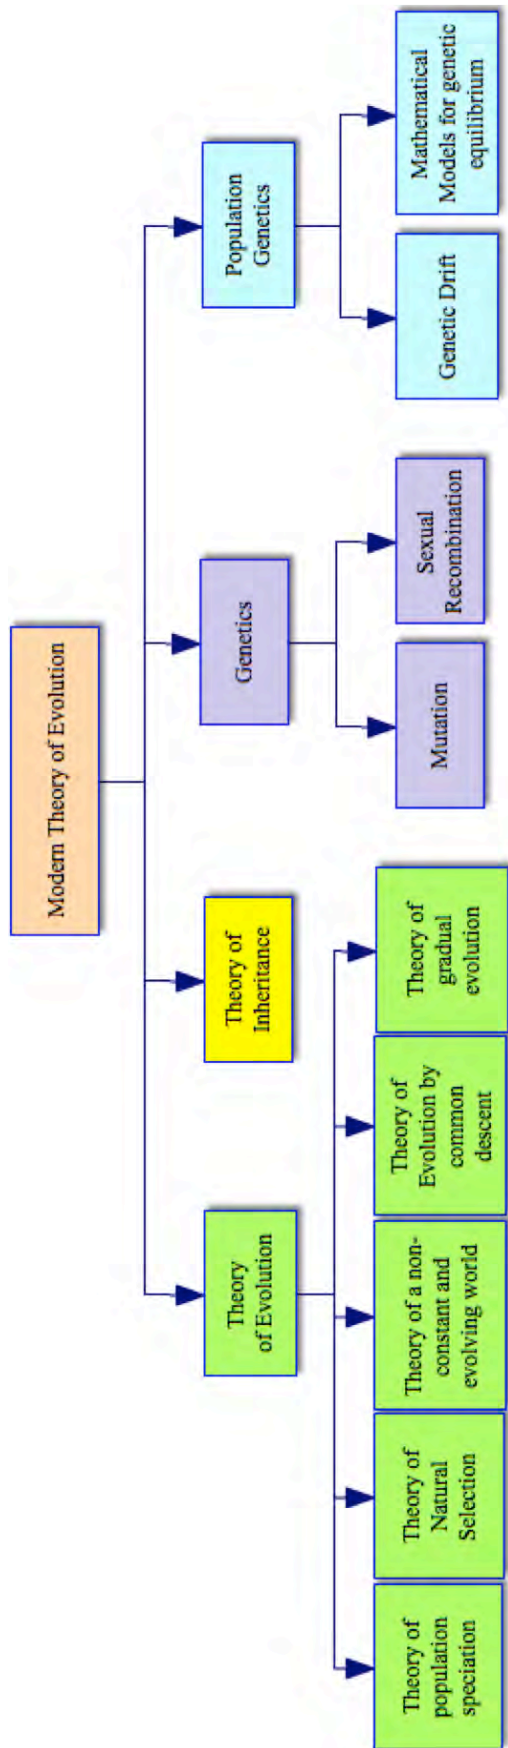 Modern Theory of Evolution
Theory
of Evolution
Theory of
Inheritance
Genetics
Population
Genetics
Theory of
population
speciation
Theory of
Natural
Selection
Theory of a non-
constant and
evolving world
Theory of
Evolution by
common
descent
Theory of
gradual
evolution
Mutation
Sexual
Recombination
Genetic Drift
Mathematical
Models for genetic
equilibrium